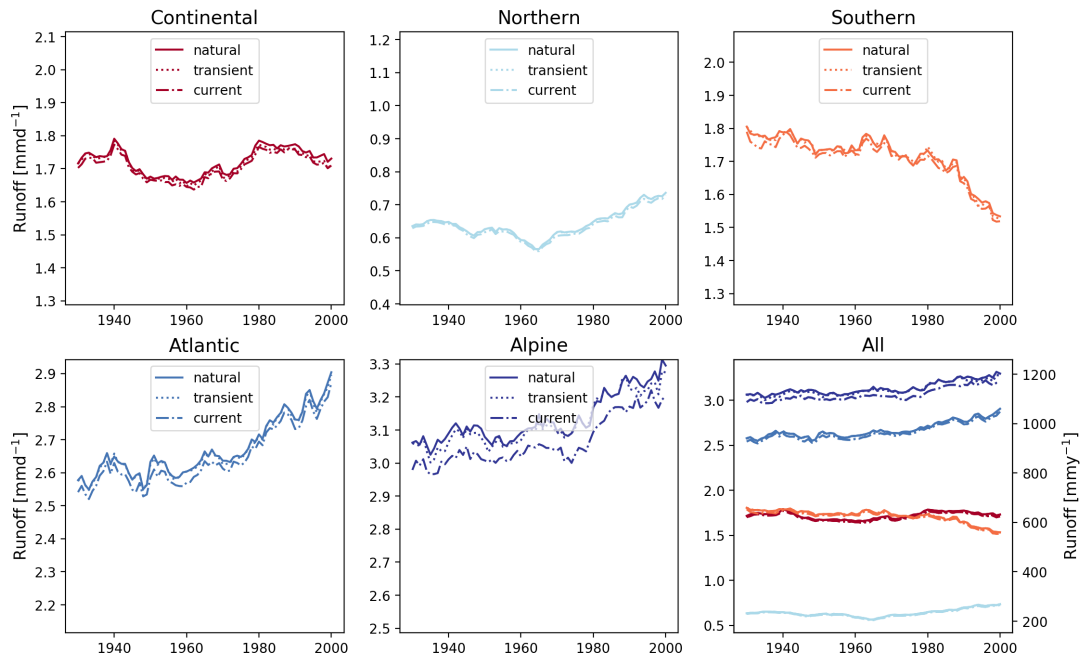 Continental
Northern
Southern
2.1
2.0
1.9
1.8
1.7
1.6
1.5
1.4
1.3
Runoff [mmd⁻¹]
natural
transient
current
1940 1960 1980 2000
1.2
1.1
1.0
0.9
0.8
0.7
0.6
0.5
0.4
natural
transient
current
1940 1960 1980 2000
2.0
1.9
1.8
1.7
1.6
1.5
1.4
1.3
natural
transient
current
1940 1960 1980 2000
Atlantic
Alpine
All
2.9
2.8
2.7
2.6
2.5
2.4
2.3
2.2
Runoff [mmd⁻¹]
natural
transient
current
1940 1960 1980 2000
3.3
3.2
3.1
3.0
2.9
2.8
2.7
2.6
2.5
natural
transient
current
1940 1960 1980 2000
3.0
2.5
2.0
1.5
1.0
0.5
1200
1000
800
600
400
200
Runoff [mmy⁻¹]
1940 1960 1980 2000